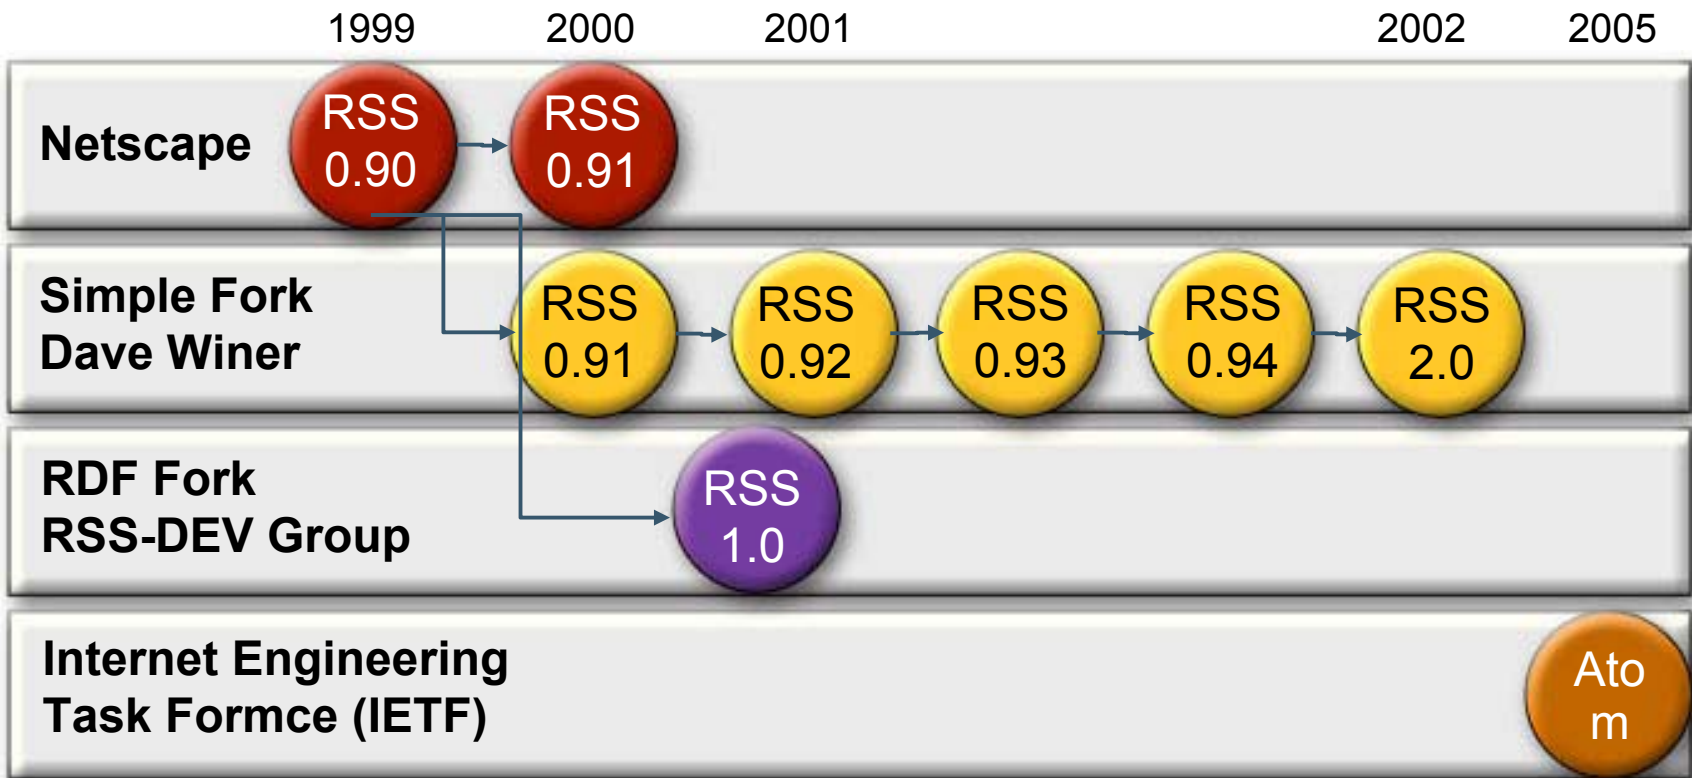 1999 2000 2001 2002 2005
Netscape
RSS
0.90
RSS
0.91
Simple Fork
Dave Winer
RSS
0.91
RSS
0.92
RSS
0.93
RSS
0.94
RSS
2.0
RDF Fork
RSS-DEV Group
RSS
1.0
Internet Engineering
Task Formce (IETF)
Ato
m